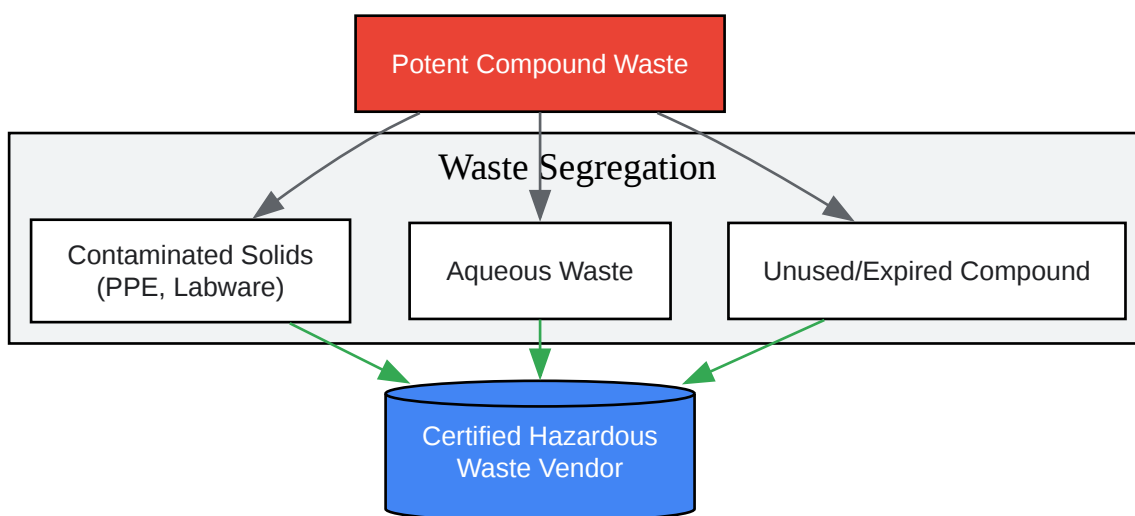 Potent Compound Waste
Waste Segregation
Contaminated Solids
(PPE, Labware)
Aqueous Waste
Unused/Expired Compound
Certified Hazardous
Waste Vendor